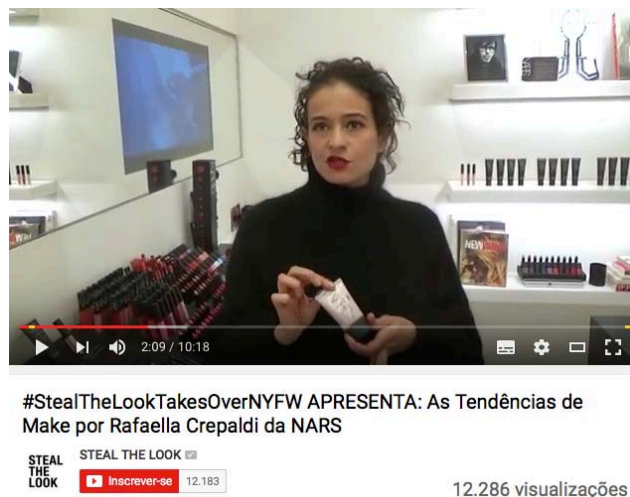 NEW
2:09 / 10:18
#StealTheLookTakesOverNYFW APRESENTA: As Tendências de
Make por Rafaella Crepaldi da NARS
STEAL
THE
LOOK
STEAL THE LOOK
Inscrever-se
12.183
12.286 visualizações